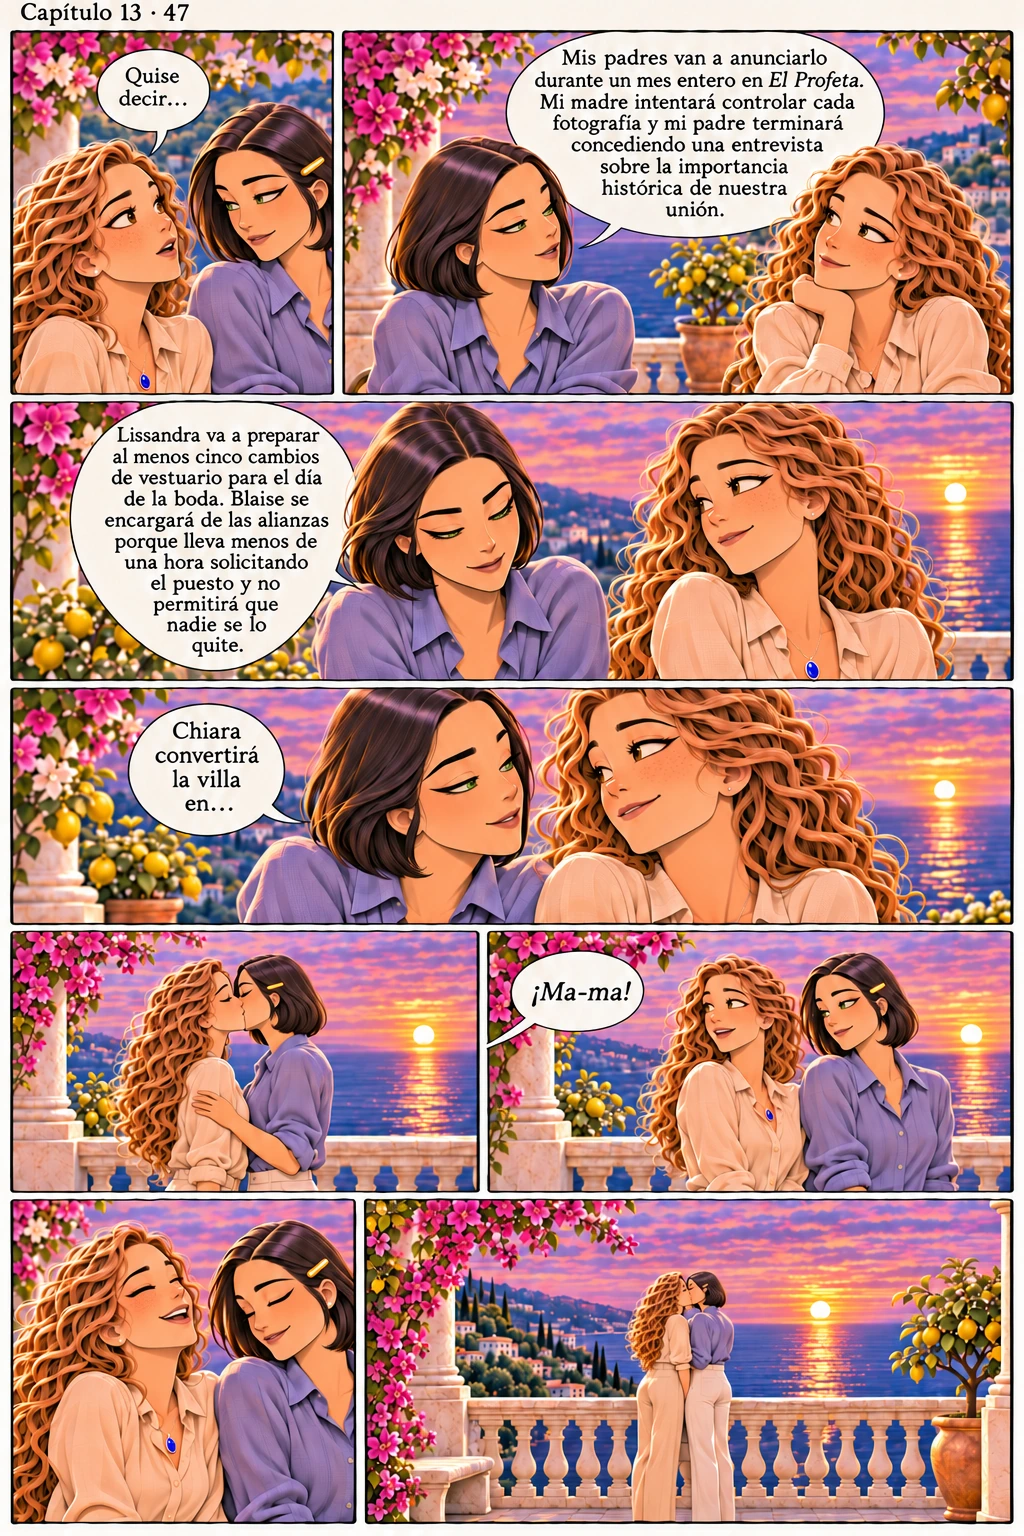 Capítulo 13 · 47
Quise
decir...
Mis padres van a anunciarlo
durante un mes entero en El Profeta.
Mi madre intentará controlar cada
fotografía y mi padre terminará
concediendo una entrevista
sobre la importancia
histórica de nuestra
unión.
Lissandra va a preparar
al menos cinco cambios
de vestuario para el día
de la boda. Blaise se
encargará de las alianzas
porque lleva menos de
una hora solicitando
el puesto y no
permitirá que
nadie se lo
quite.
Chiara
convertirá
la villa
en...
¡Ma-ma!